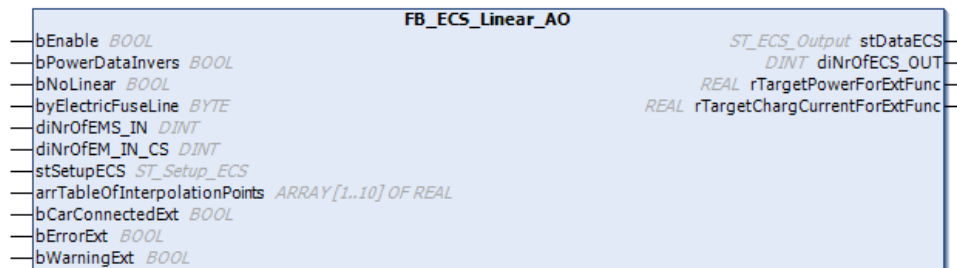 FB_ECS_Linear_AO
bEnable BOOL ST_ECS_Output stDataECS
bPowerDataInvers BOOL DINT diNrOfECS_OUT
bNoLinear BOOL REAL rTargetPowerForExtFunc
byElectricFuseLine BYTE REAL rTargetChargCurrentForExtFunc
diNrOfEMS_IN DINT
diNrOfEM_IN_CS DINT
stSetupECS ST_Setup_ECS
arrTableOfInterpolationPoints ARRAY [1..10] OF REAL
bCarConnectedExt BOOL
bErrorExt BOOL
bWarningExt BOOL